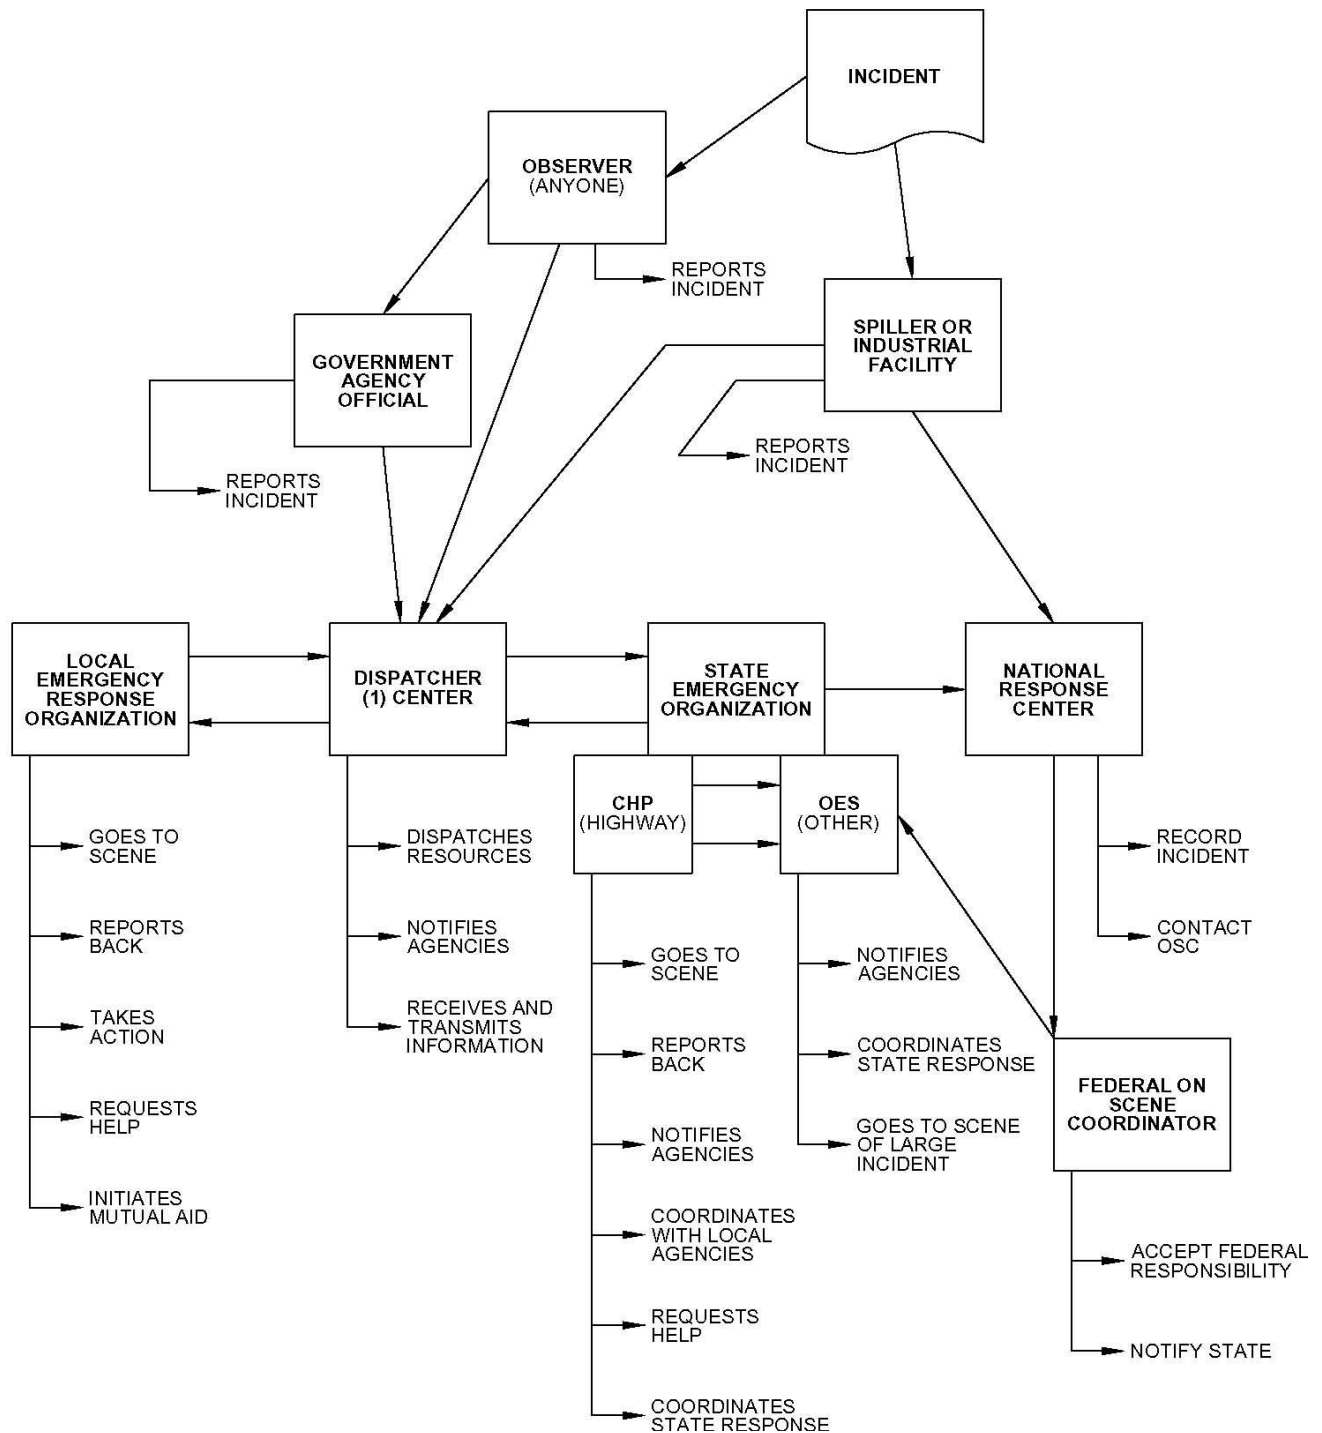 INCIDENT
OBSERVER
(ANYONE)
REPORTS
INCIDENT
SPILLER OR
INDUSTRIAL
FACILITY
GOVERNMENT
AGENCY
OFFICIAL
REPORTS
INCIDENT
REPORTS
INCIDENT
LOCAL
EMERGENCY
RESPONSE
ORGANIZATION
DISPATCHER
(1) CENTER
STATE
EMERGENCY
ORGANIZATION
NATIONAL
RESPONSE
CENTER
CHP
(HIGHWAY)
OES
(OTHER)
GOES TO
SCENE
REPORTS
BACK
TAKES
ACTION
REQUESTS
HELP
INITIATES
MUTUAL AID
DISPATCHES
RESOURCES
NOTIFIES
AGENCIES
RECEIVES AND
TRANSMITS
INFORMATION
GOES TO
SCENE
REPORTS
BACK
NOTIFIES
AGENCIES
COORDINATES
WITH LOCAL
AGENCIES
REQUESTS
HELP
COORDINATES
STATE RESPONSE
NOTIFIES
AGENCIES
COORDINATES
STATE RESPONSE
GOES TO SCENE
OF LARGE
INCIDENT
RECORD
INCIDENT
CONTACT
OSC
FEDERAL ON
SCENE
COORDINATOR
ACCEPT FEDERAL
RESPONSIBILITY
NOTIFY STATE